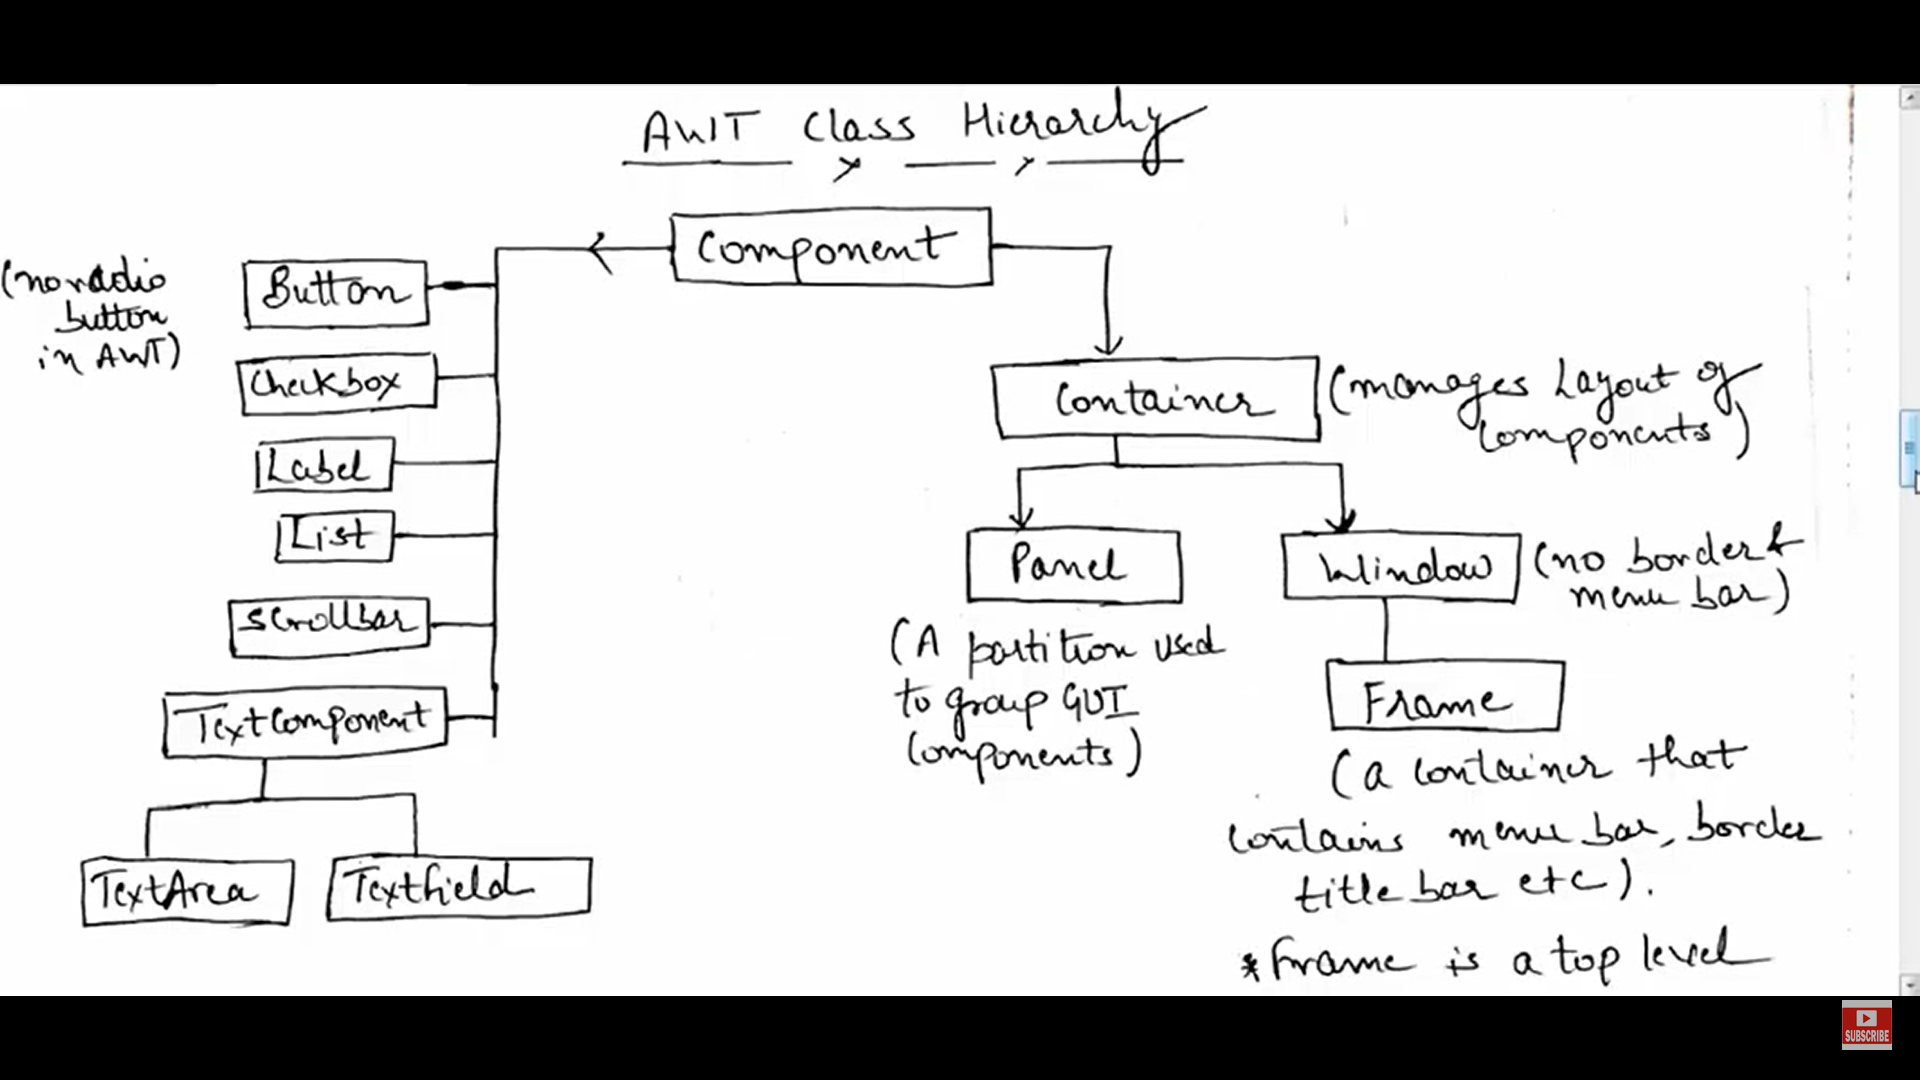 AWT Class Hierarchy
Component
(no radio
button
in AWT)
Button
Checkbox
Label
List
Scrollbar
TextComponent
TextArea
Textfield
Container
(manages Layout of
components)
Panel
(A partition used
to group GUI
components)
Window
(no border &
menu bar)
Frame
(a container that
contains menu bar, border
title bar etc).
*Frame is a top level
SUBSCRIBE